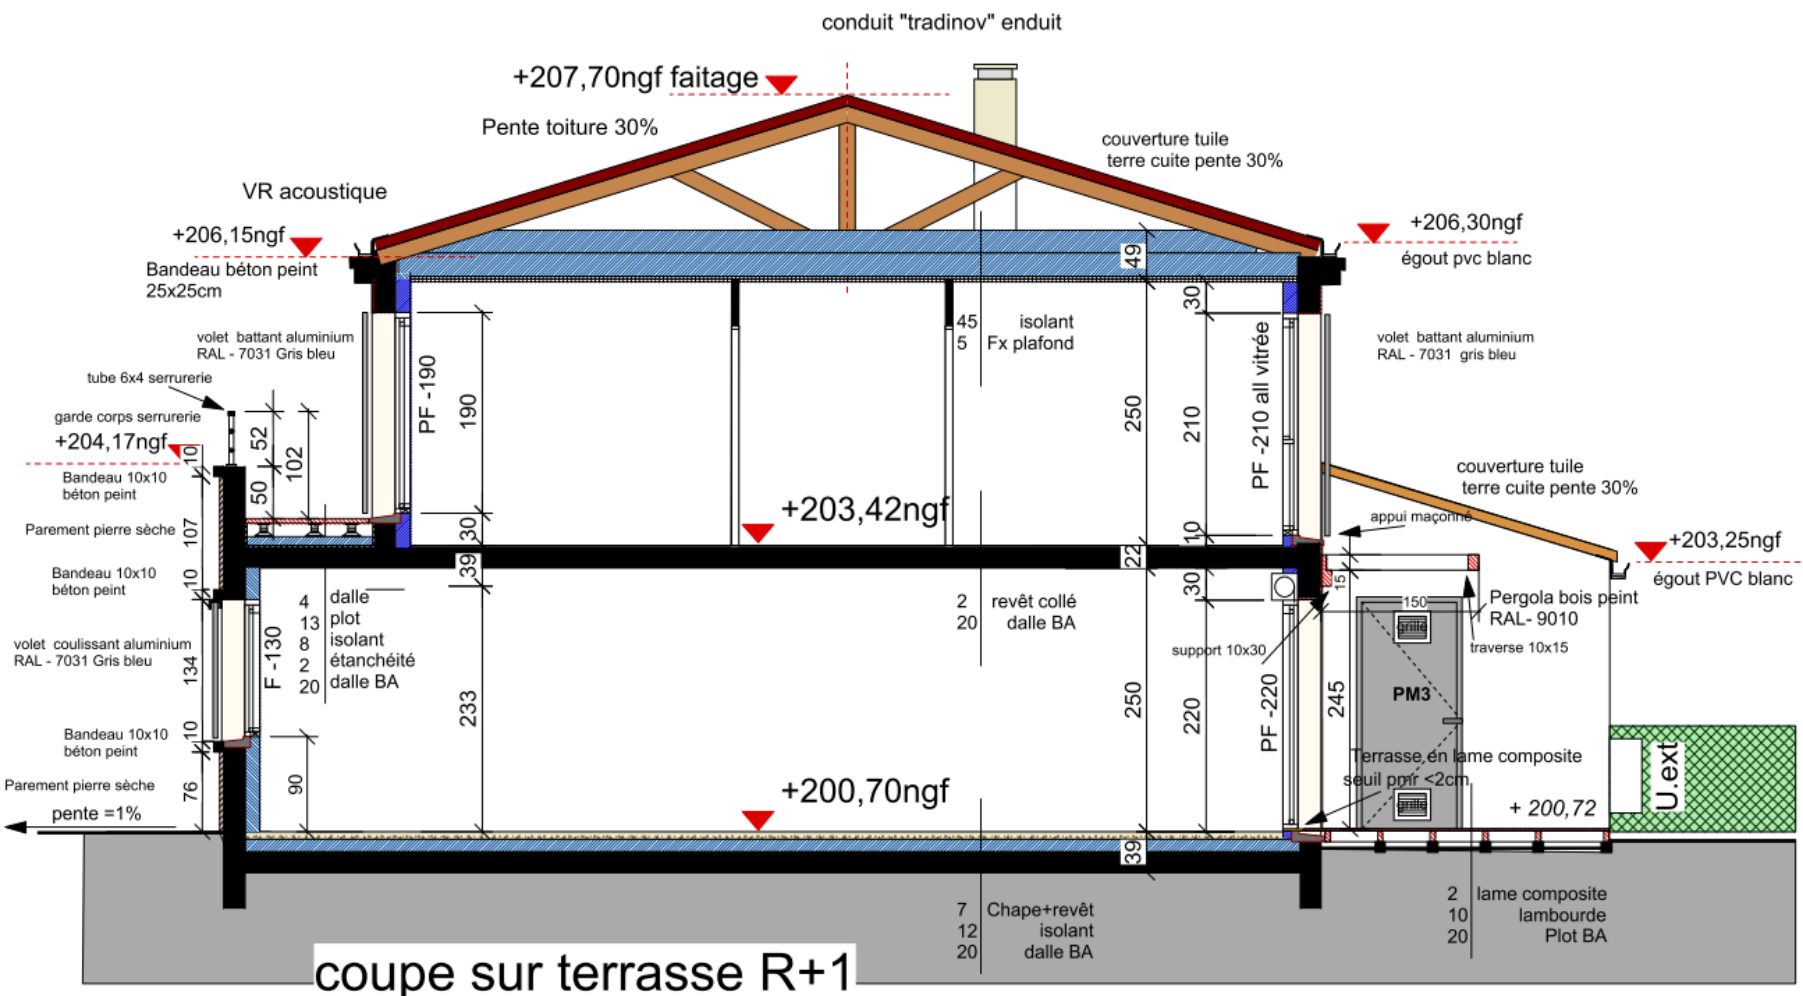 conduit "tradinov" enduit
+207,70ngf faitage
Pente toiture 30%
couverture tuile
terre cuite pente 30%
VR acoustique
+206,15ngf
+206,30ngf
égout pvc blanc
Bandeau béton peint
25x25cm
49
30
45 isolant
5 Fx plafond
volet battant aluminium
RAL - 7031 Gris bleu
volet battant aluminium
RAL - 7031 gris bleu
tube 6x4 serrurerie
garde corps serrurerie
+204,17ngf
10
52
102
50
PF -190
190
250
210
PF -210 all vitrée
Bandeau 10x10
béton peint
Parement pierre sèche
107
couverture tuile
terre cuite pente 30%
appui maçonné
+203,42ngf
30
10
+203,25ngf
égout PVC blanc
39
22
30
15
Bandeau 10x10
béton peint
10
4 dalle
13 plot
8 isolant
2 étanchéité
20 dalle BA
2 revêt collé
20 dalle BA
150
Pergola bois peint
RAL- 9010
grille
support 10x30
traverse 10x15
volet coulissant aluminium
RAL - 7031 Gris bleu
134
F -130
233
250
220
PF -220
245
PM3
Bandeau 10x10
béton peint
10
90
Terrasse en lame composite
seuil pmr <2cm
U.ext
Parement pierre sèche
76
+200,70ngf
grille
+ 200,72
pente =1%
39
7 Chape+revêt
12 isolant
20 dalle BA
2 lame composite
10 lambourde
20 Plot BA
coupe sur terrasse R+1